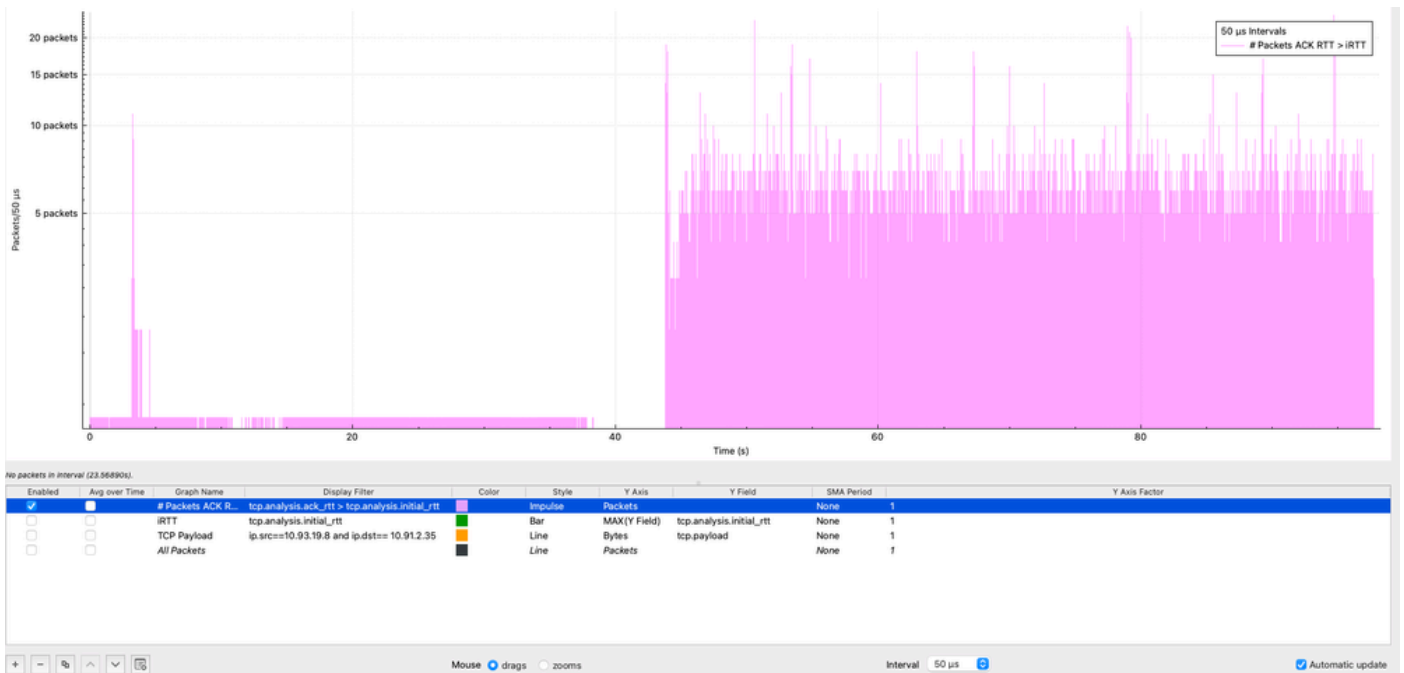 50 µs Intervals
# Packets ACK RTT > iRTT
20 packets
15 packets
10 packets
5 packets
Packets/50 µs
0 20 40 60 80
Time (s)
No packets in interval (23.56890s).
Enabled Avg over Time Graph Name Display Filter Color Style Y Axis Y Field SMA Period Y Axis Factor
# Packets ACK R... tcp.analysis.ack_rtt > tcp.analysis.initial_rtt Impulse Packets None 1
iRTT tcp.analysis.initial_rtt Bar MAX(Y Field) tcp.analysis.initial_rtt None 1
TCP Payload ip.src==10.93.19.8 and ip.dst== 10.91.2.35 Line Bytes tcp.payload None 1
All Packets Line Packets None 1
Mouse drags zooms Interval 50 µs Automatic update